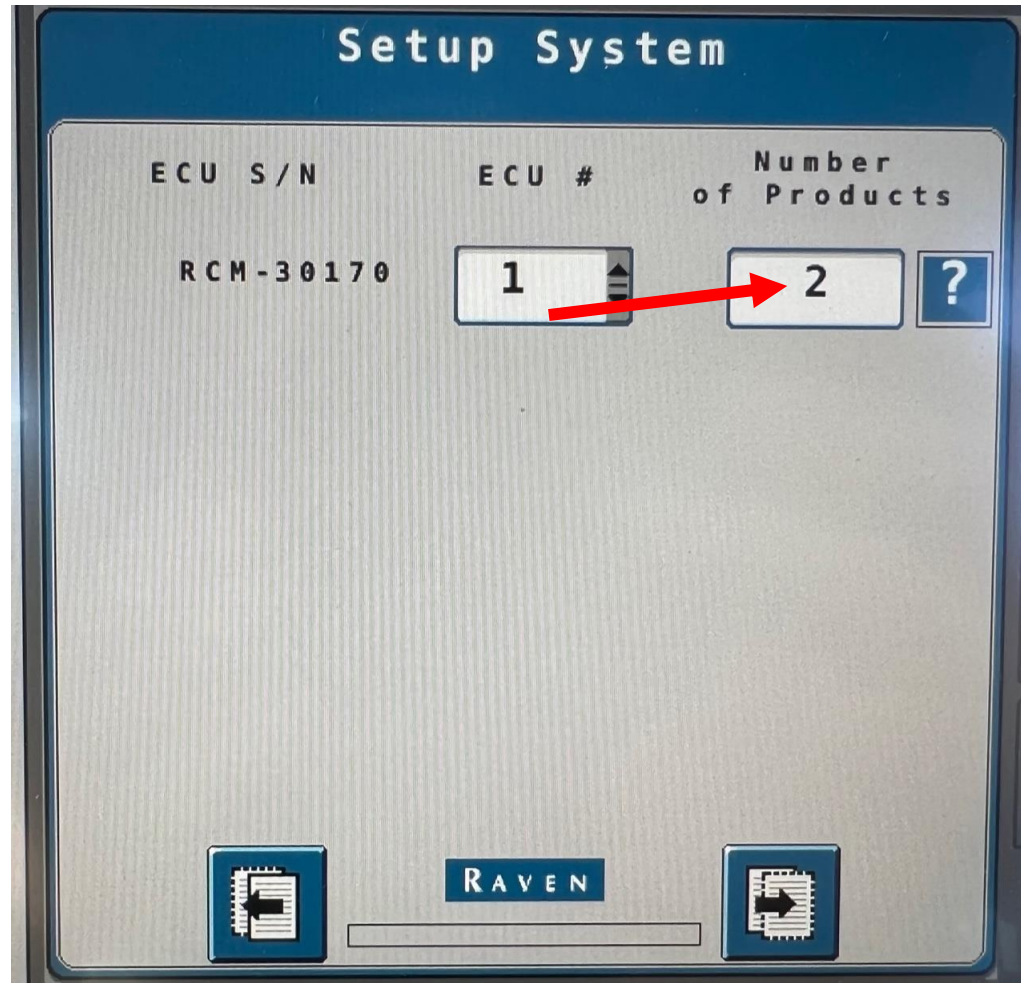 Setup System
ECU S/N
ECU #
Number
of Products
RCM-30170
1
2
?
RAVEN